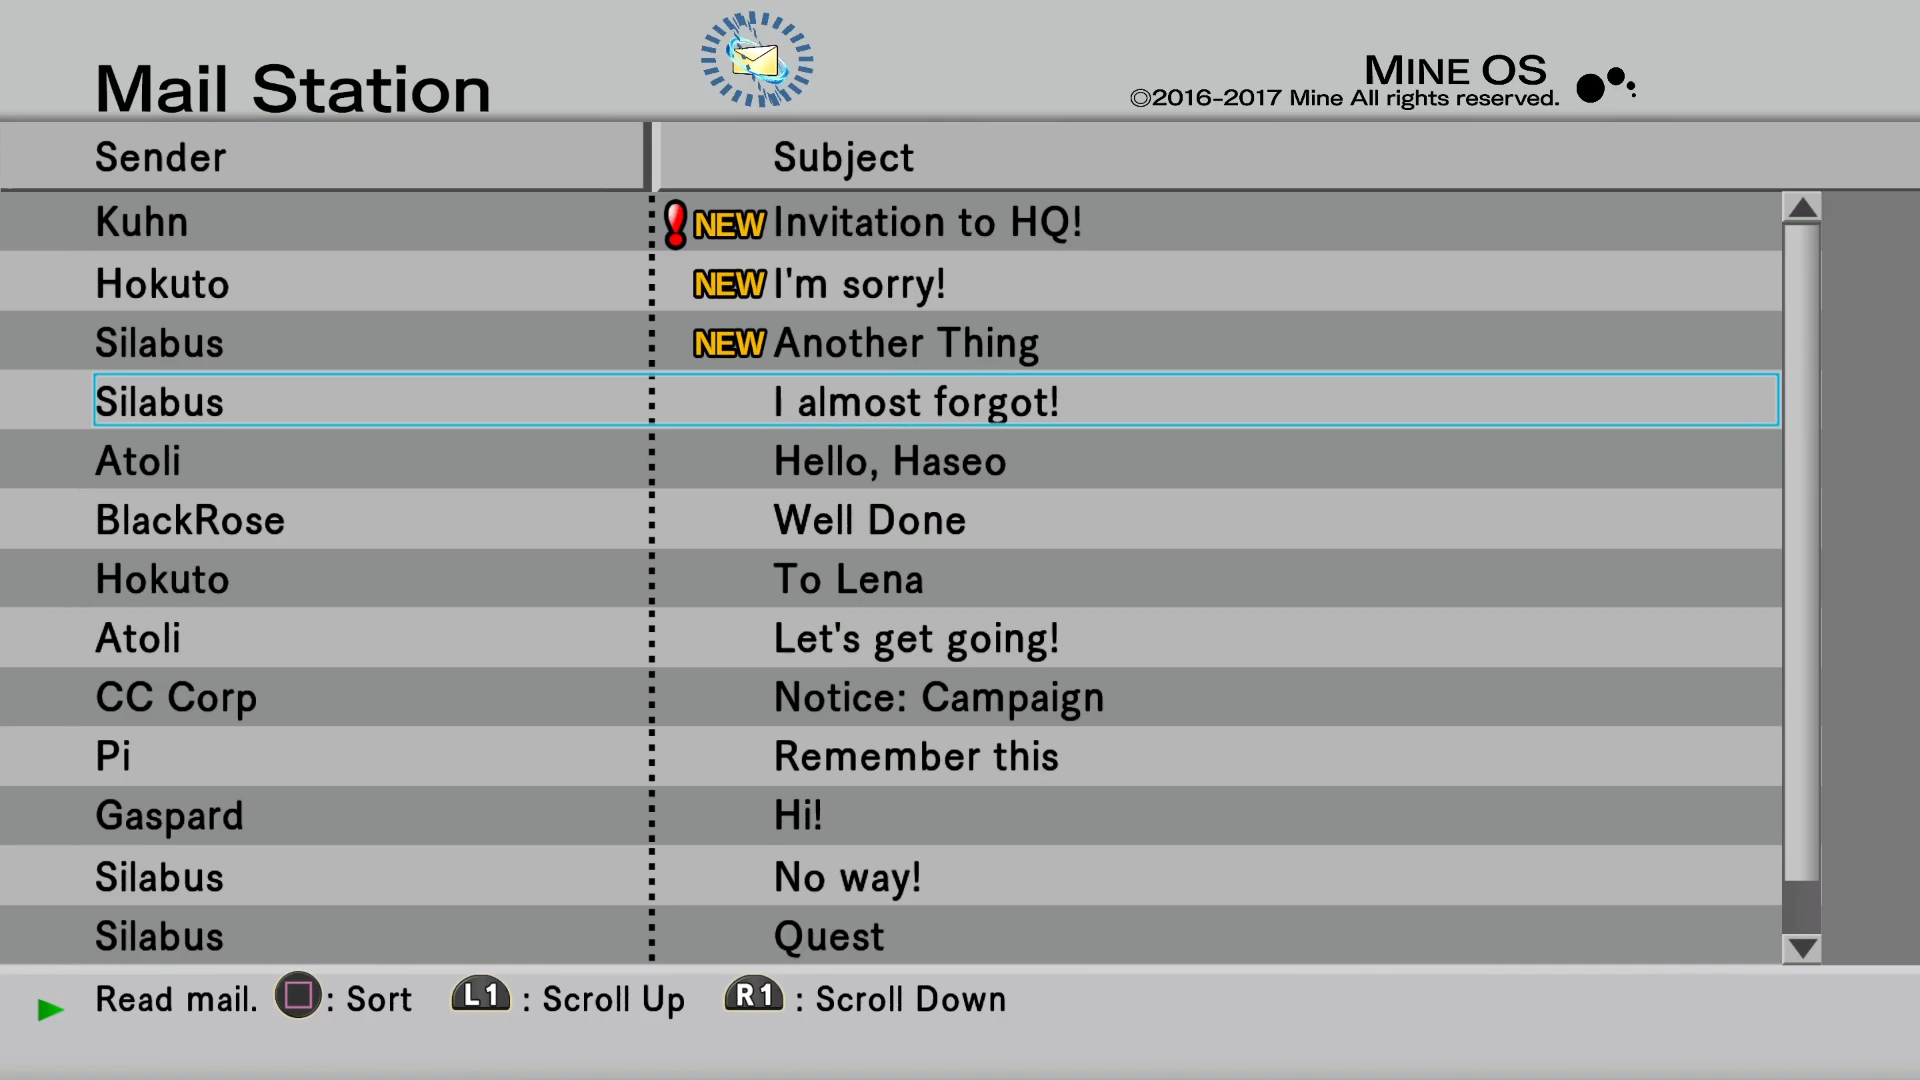 Mail Station
MINE OS
©2016-2017 Mine All rights reserved.
Sender Subject
Kuhn NEW Invitation to HQ!
Hokuto NEW I'm sorry!
Silabus NEW Another Thing
Silabus I almost forgot!
Atoli Hello, Haseo
BlackRose Well Done
Hokuto To Lena
Atoli Let's get going!
CC Corp Notice: Campaign
Pi Remember this
Gaspard Hi!
Silabus No way!
Silabus Quest
Read mail. : Sort L1 : Scroll Up R1 : Scroll Down